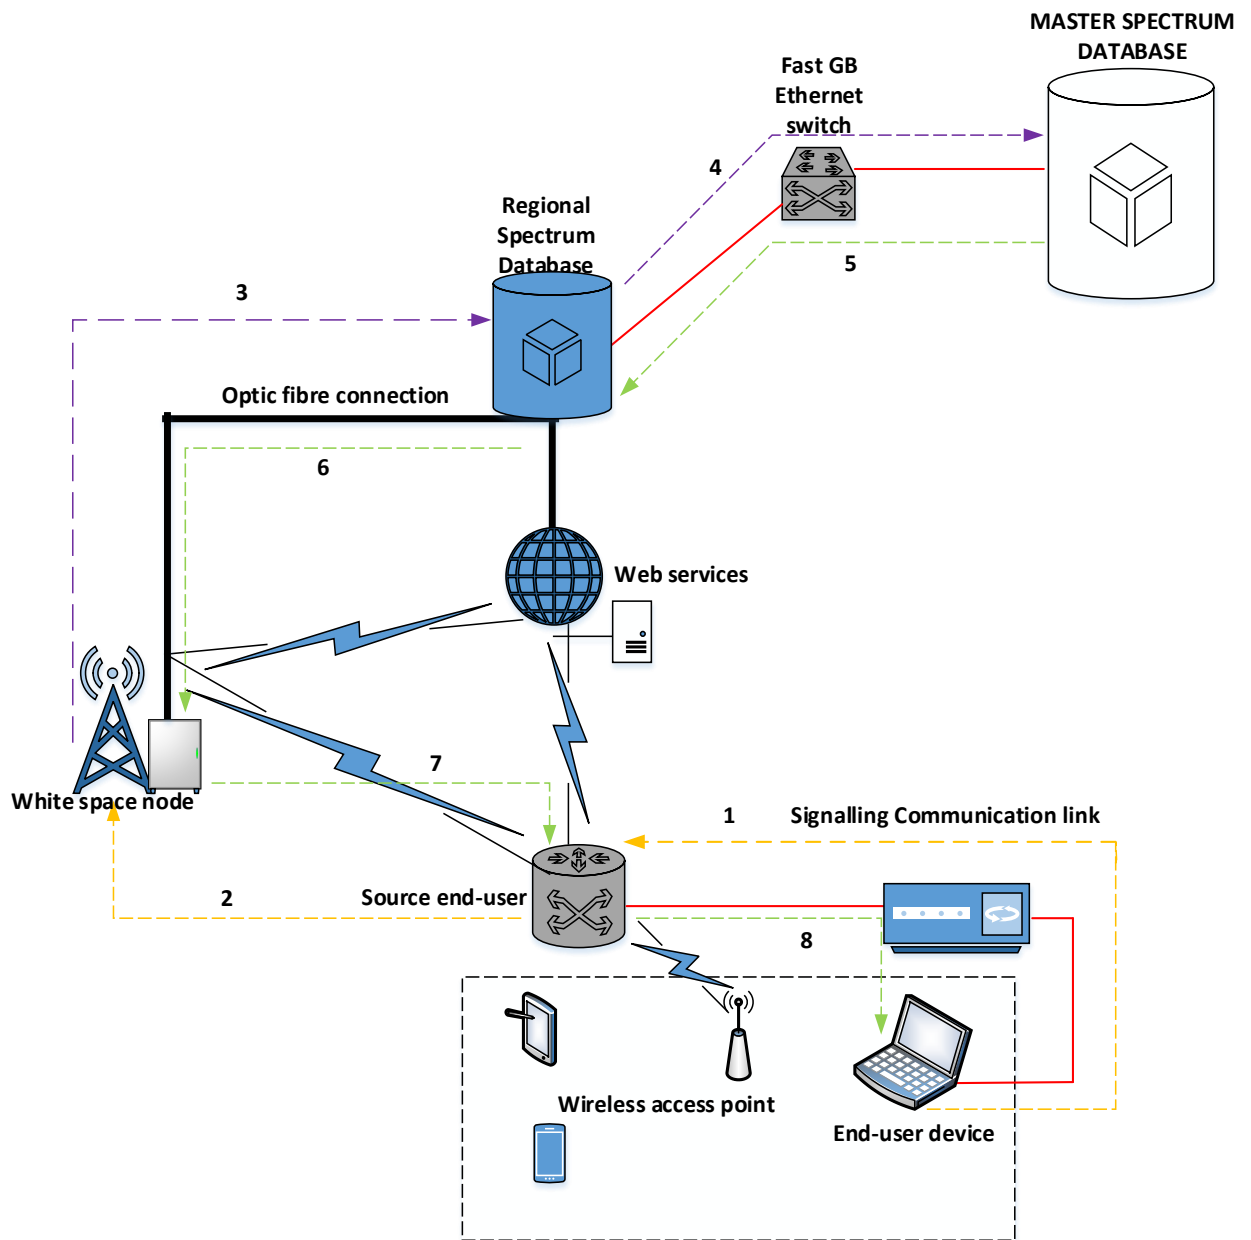 MASTER SPECTRUM
DATABASE
Fast GB
Ethernet
switch
4
Regional
Spectrum
Database
5
3
Optic fibre connection
6
Web services
7
White space node
1
Signalling Communication link
2
Source end-user
8
Wireless access point
End-user device